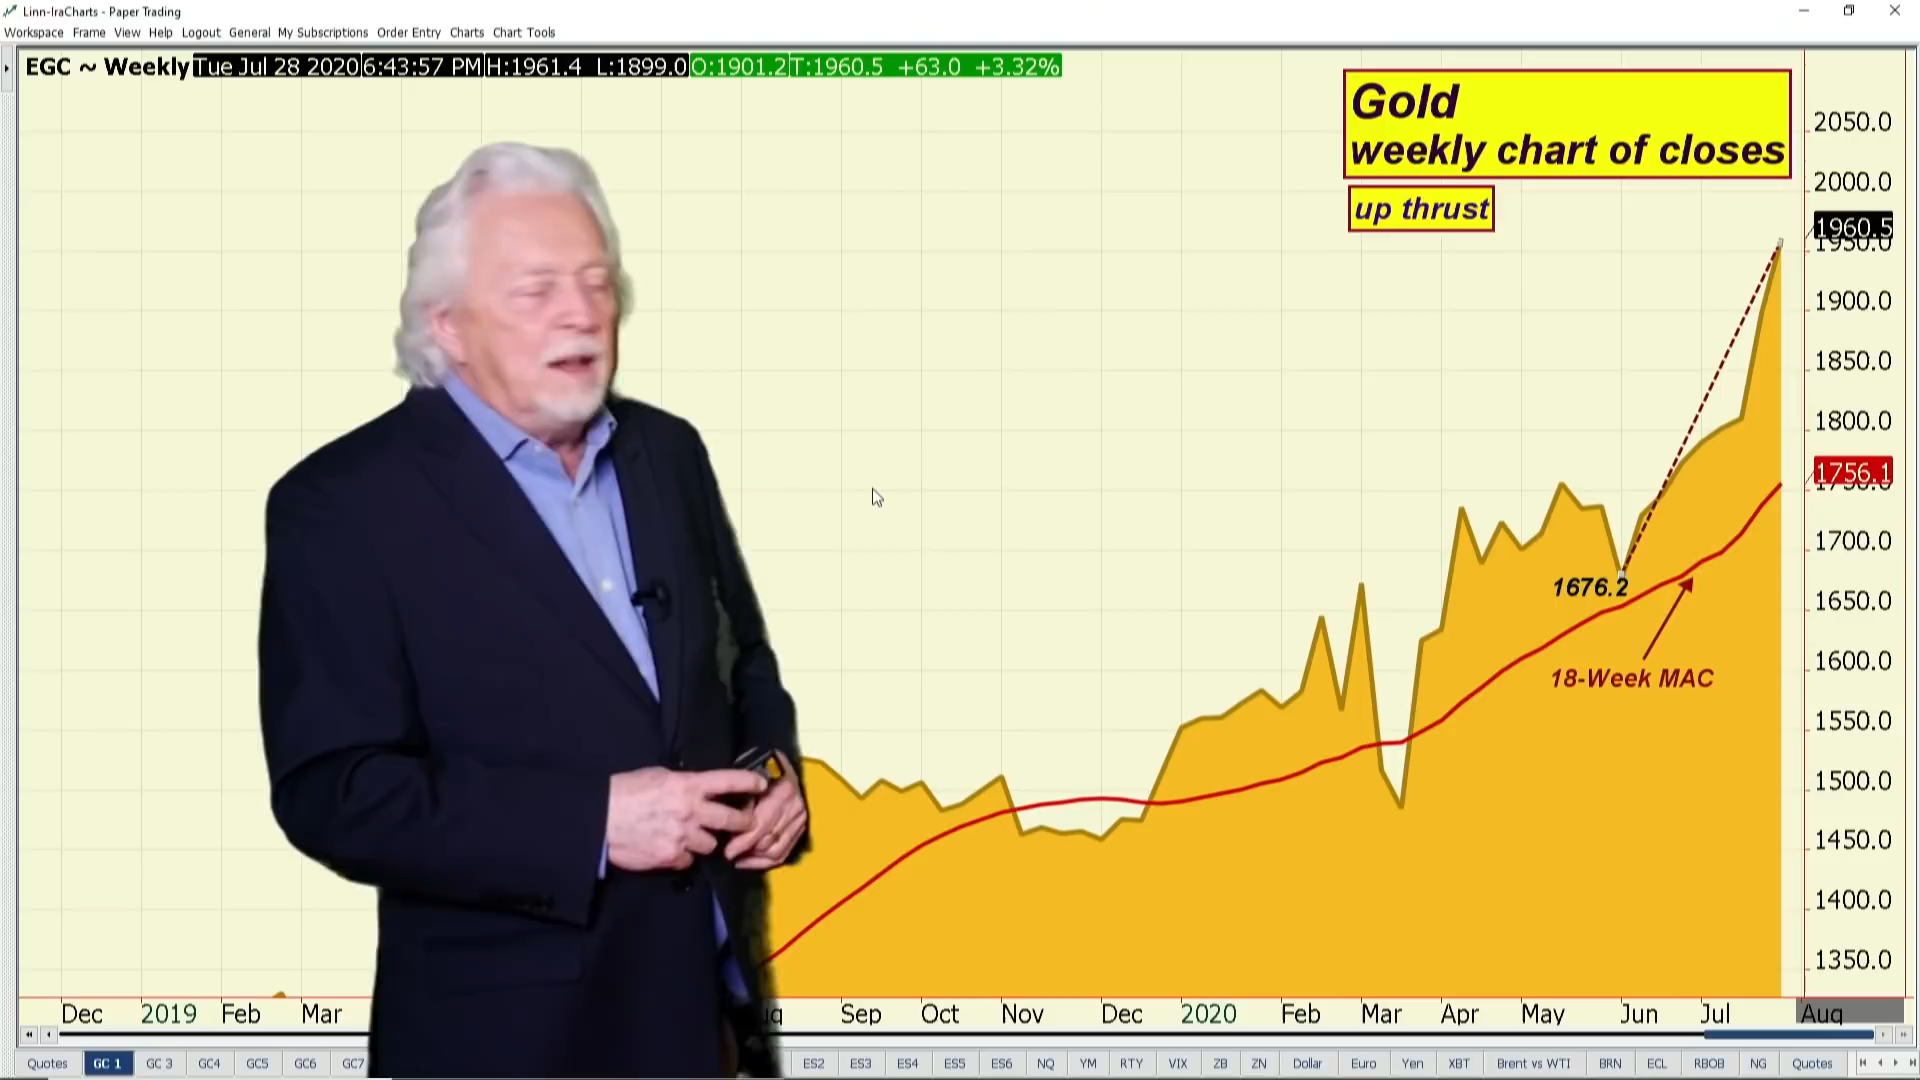 Linn-IraCharts - Paper Trading
Workspace Frame View Help Logout General My Subscriptions Order Entry Charts Chart Tools
EGC ~ Weekly Tue Jul 28 2020 6:43:57 PM H:1961.4 L:1899.0 O:1901.2 T:1960.5 +63.0 +3.32%
Gold
weekly chart of closes
up thrust
2050.0
2000.0
1960.5
1950.0
1900.0
1850.0
1800.0
1756.1
1750.0
1700.0
1676.2
1650.0
18-Week MAC
1600.0
1550.0
1500.0
1450.0
1400.0
1350.0
Dec 2019 Feb Mar Sep Oct Nov Dec 2020 Feb Mar Apr May Jun Jul Aug
Quotes GC 1 GC 3 GC4 GC5 GC6 GC7 ES2 ES3 ES4 ES5 ES6 NQ YM RTY VIX ZB ZN Dollar Euro Yen XBT Brent vs WTI BRN ECL RBOB NG Quotes